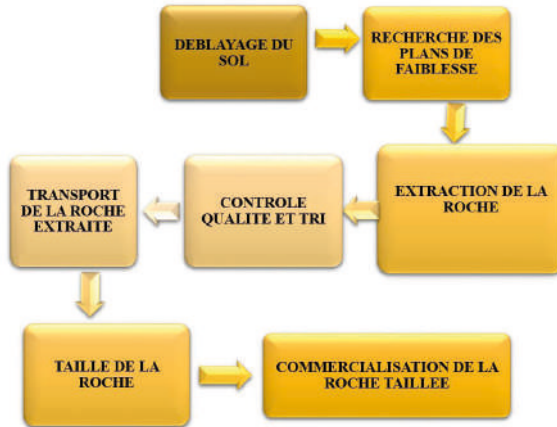 DEBLAYAGE DU
SOL
RECHERCHE DES
PLANS DE
FAIBLESSE
EXTRACTION DE LA
ROCHE
CONTROLE
QUALITE ET TRI
TRANSPORT
DE LA ROCHE
EXTRAITE
TAILLE DE LA
ROCHE
COMMERCIALISATION DE LA
ROCHE TAILLEE